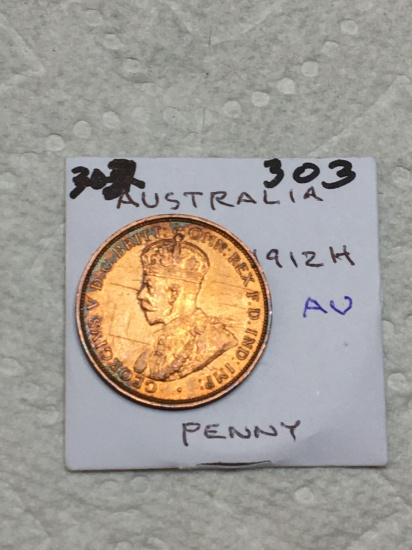 303
AUSTRALIA
1912H
AU
GEORGIVS V D.G. BRITT: OMN: REX F.D. IND: IMP:
PENNY